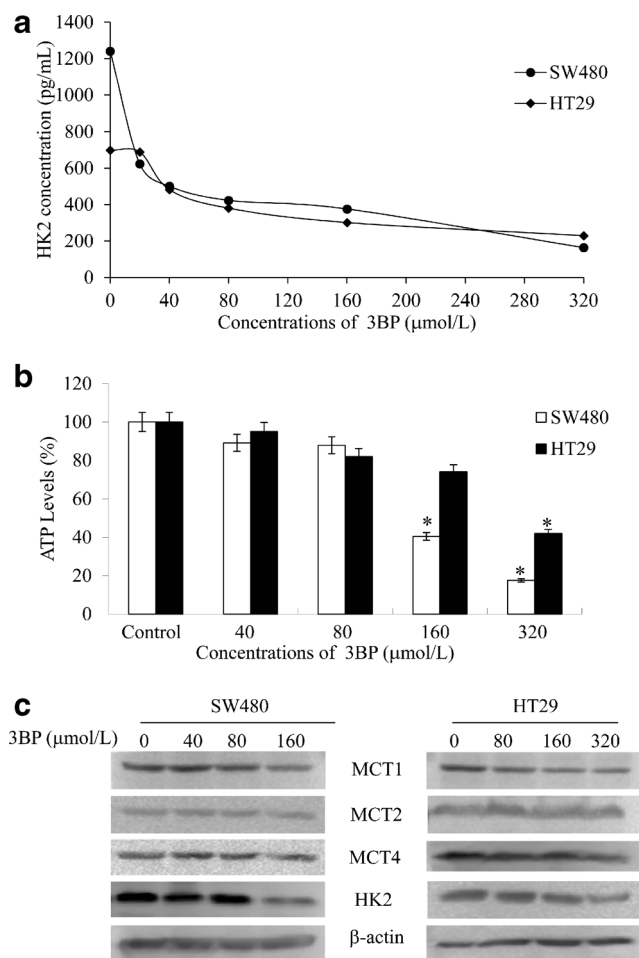 a
1400
1200
1000
800
600
400
200
0
HK2 concentration (pg/mL)
SW480
HT29
0 40 80 120 160 200 240 280 320
Concentrations of 3BP (μmol/L)
b
120
100
80
60
40
20
0
ATP Levels (%)
SW480
HT29
* * *
Control 40 80 160 320
Concentrations of 3BP (μmol/L)
c
SW480 HT29
3BP (μmol/L) 0 40 80 160 0 80 160 320
MCT1
MCT2
MCT4
HK2
β-actin